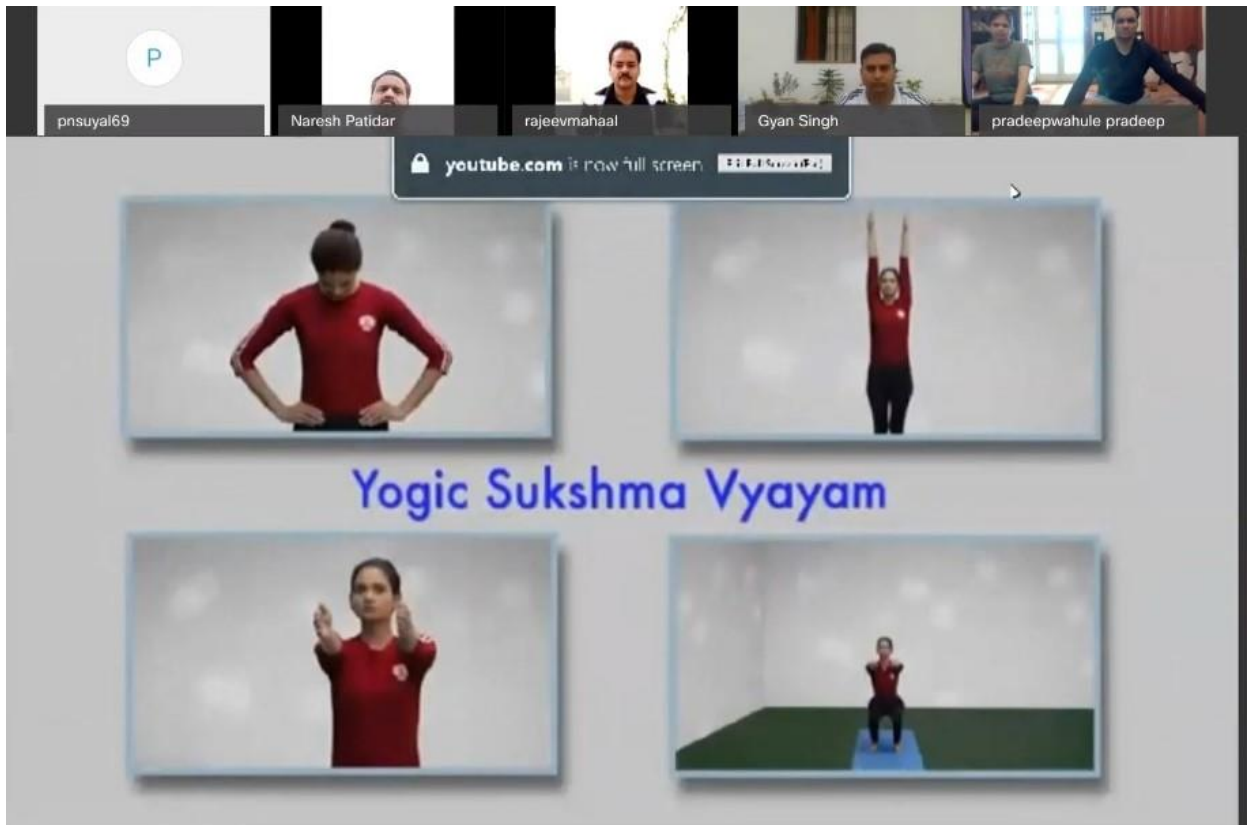 P
pnsuyal69
Naresh Patidar
rajeevmahaal
Gyan Singh
pradeepwahule pradeep
youtube.com is now full screen
Yogic Sukshma Vyayam